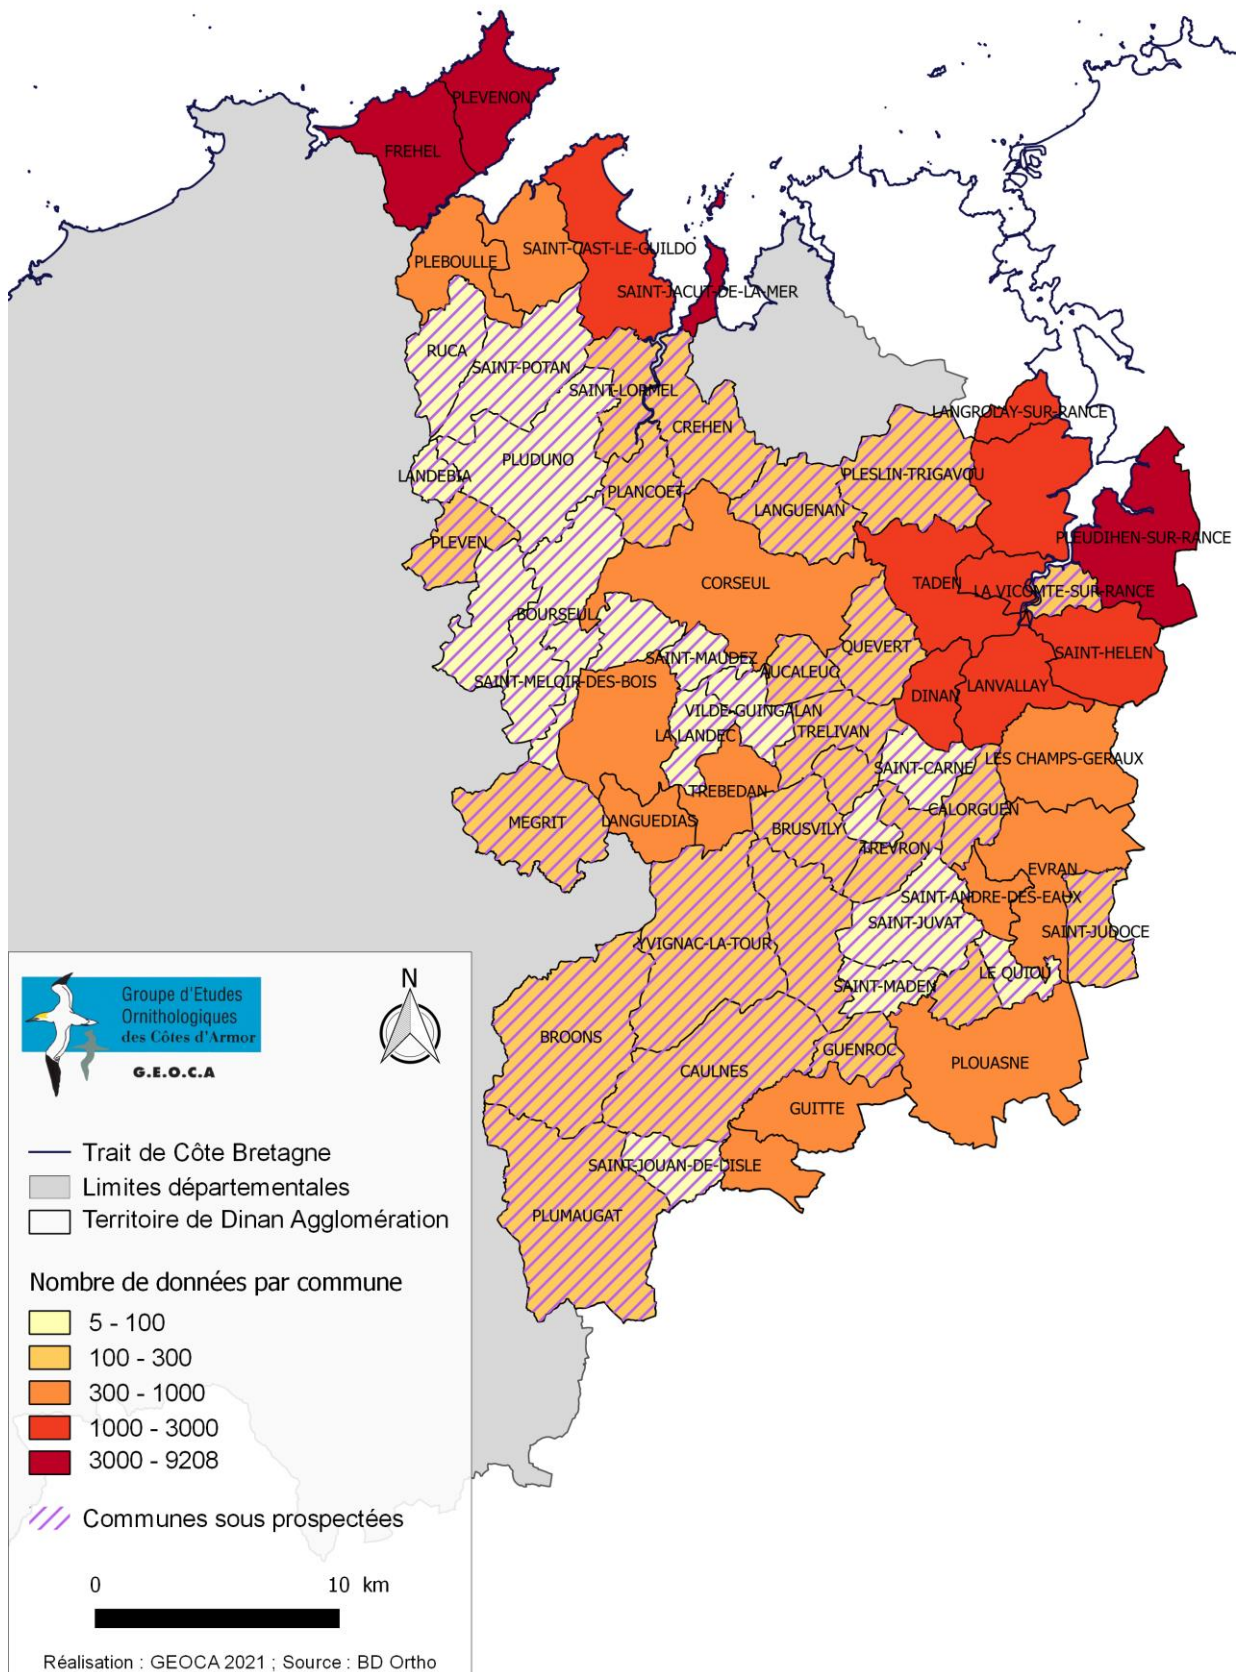 PLEVENON
FREHEL
SAINT-CAST-LE-GUILDO
PLEBOULLE
SAINT-JACUT-DE-LA-MER
RUCA
SAINT-POTAN
SAINT-LORMEL
LANGROLAY-SUR-RANCE
CREHEN
PLUDUNO
LANDEBIA
PLESLIN-TRIGAVOU
PLANCOET
LANGUENAN
PLEUDIHEN-SUR-RANCE
PLEVEN
CORSEUL
TADEN
LA VICOMTE-SUR-RANCE
BOURSEUL
QUEVERT
SAINT-HELEN
SAINT-MAUDEZ
AUCALEUC
SAINT-MELOIR-DES-BOIS
DINAN
LANVALLAY
VILDE-GUINGALAN
LA LANDEC
TRELIVAN
LES CHAMPS-GERAUX
SAINT-CARNE
TREBEDAN
CALORGUEN
MEGRIT
LANGUEDIAS
BRUSVILY
TREVRON
EVRAN
SAINT-ANDRE-DES-EAUX
SAINT-JUVAT
SAINT-JUDOCE
YVIGNAC-LA-TOUR
LE QUIOU
SAINT-MADEN
BROONS
GUENROC
PLOUASNE
CAULNES
GUITTE
SAINT-JOUAN-DE-L'ISLE
PLUMAUGAT
Groupe d'Etudes
Ornithologiques
des Côtes d'Armor
G.E.O.C.A
N
Trait de Côte Bretagne
Limites départementales
Territoire de Dinan Agglomération
Nombre de données par commune
5 - 100
100 - 300
300 - 1000
1000 - 3000
3000 - 9208
Communes sous prospectées
0 10 km
Réalisation : GEOCA 2021 ; Source : BD Ortho